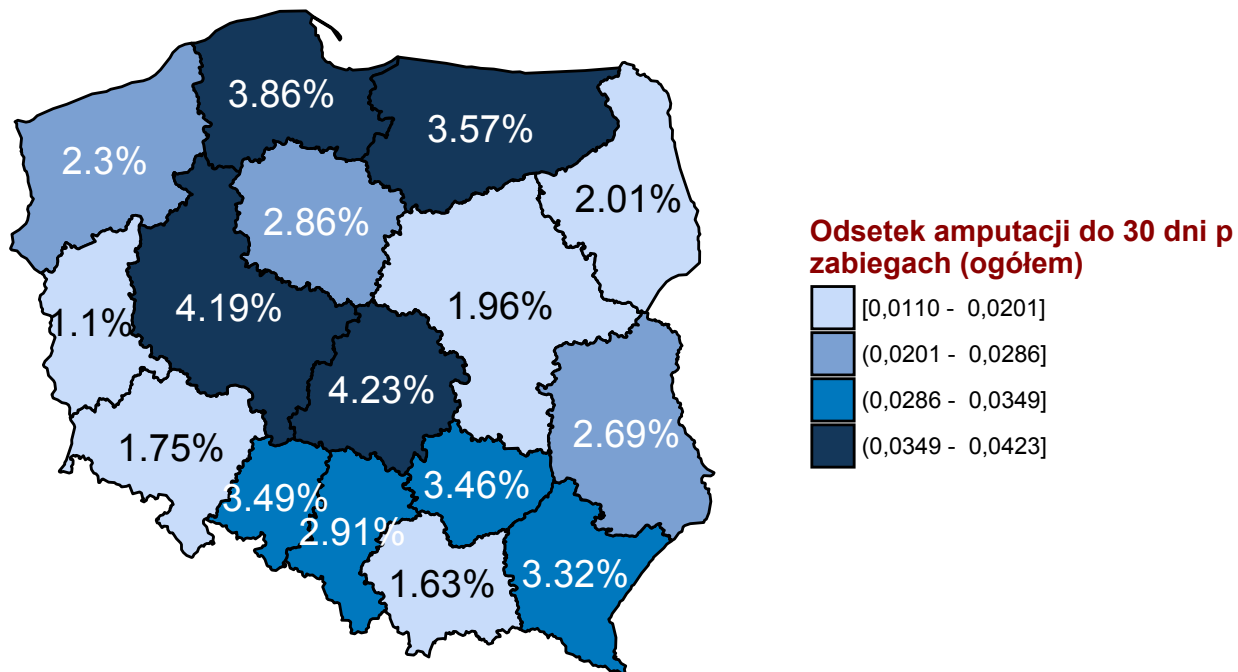 3.86%
3.57%
2.3%
2.01%
2.86%
1.96%
4.19%
1.1%
4.23%
2.69%
1.75%
3.46%
3.49%
2.91%
3.32%
1.63%
Odsetek amputacji do 30 dni p
zabiegach (ogółem)
[0,0110 - 0,0201]
(0,0201 - 0,0286]
(0,0286 - 0,0349]
(0,0349 - 0,0423]